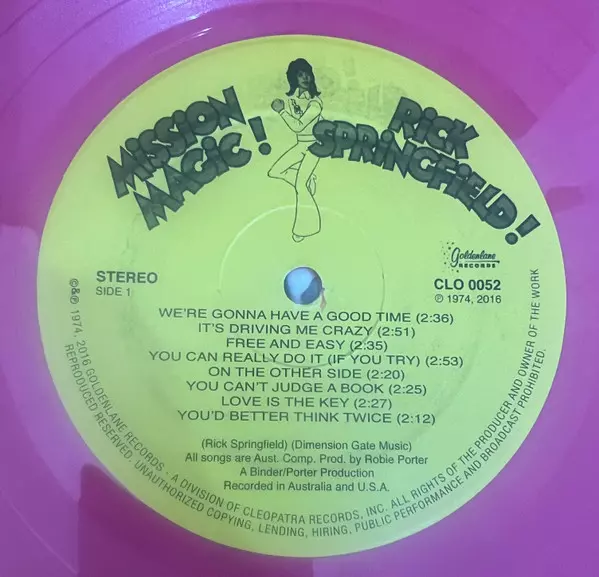 MISSION MAGIC!
RICK SPRINGFIELD!
Goldenlane
RECORDS
STEREO
SIDE 1
CLO 0052
℗ 1974, 2016
WE'RE GONNA HAVE A GOOD TIME (2:36)
IT'S DRIVING ME CRAZY (2:51)
FREE AND EASY (2:35)
YOU CAN REALLY DO IT (IF YOU TRY) (2:53)
ON THE OTHER SIDE (2:20)
YOU CAN'T JUDGE A BOOK (2:25)
LOVE IS THE KEY (2:27)
YOU'D BETTER THINK TWICE (2:12)
(Rick Springfield) (Dimension Gate Music)
All songs are Aust. Comp. Prod. by Robie Porter
A Binder/Porter Production
Recorded in Australia and U.S.A.
©&℗ 1974, 2016 GOLDENLANE RECORDS - A DIVISION OF CLEOPATRA RECORDS, INC. ALL RIGHTS OF THE PRODUCER AND OWNER OF THE WORK
REPRODUCED RESERVED. UNAUTHORIZED COPYING, LENDING, HIRING, PUBLIC PERFORMANCE AND BROADCAST PROHIBITED.